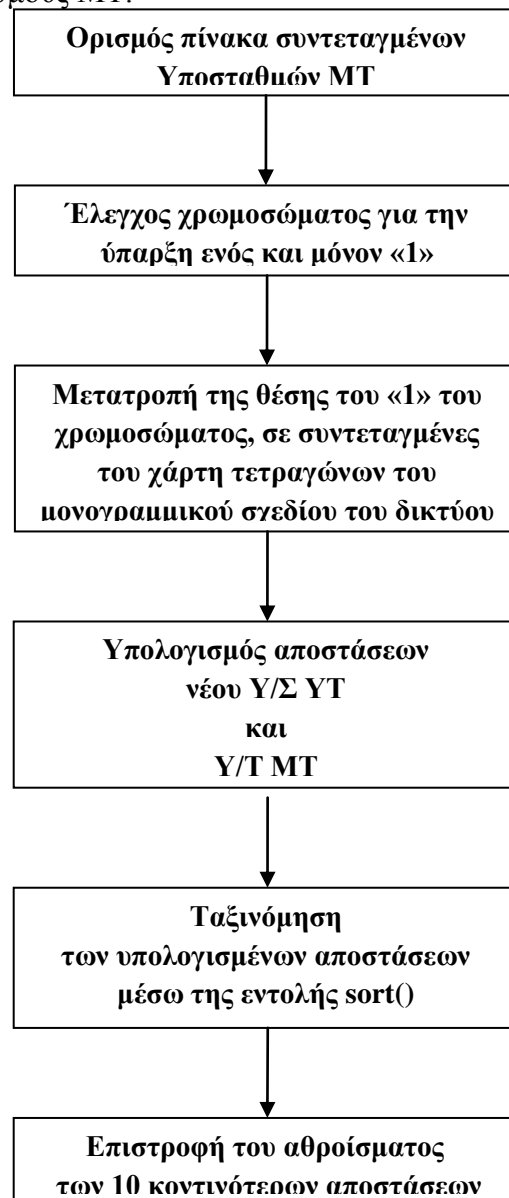 ΜΤ.
Ορισμός πίνακα συντεταγμένων
Υποσταθμών ΜΤ
Έλεγχος χρωμοσώματος για την
ύπαρξη ενός και μόνον «1»
Μετατροπή της θέσης του «1» του
χρωμοσώματος, σε συντεταγμένες
του χάρτη τετραγώνων του
μονογραμμικού σχεδίου του δικτύου
Υπολογισμός αποστάσεων
νέου Υ/Σ ΥΤ
και
Υ/Τ ΜΤ
Ταξινόμηση
των υπολογισμένων αποστάσεων
μέσω της εντολής sort()
Επιστροφή του αθροίσματος
των 10 κοντινότερων αποστάσεων